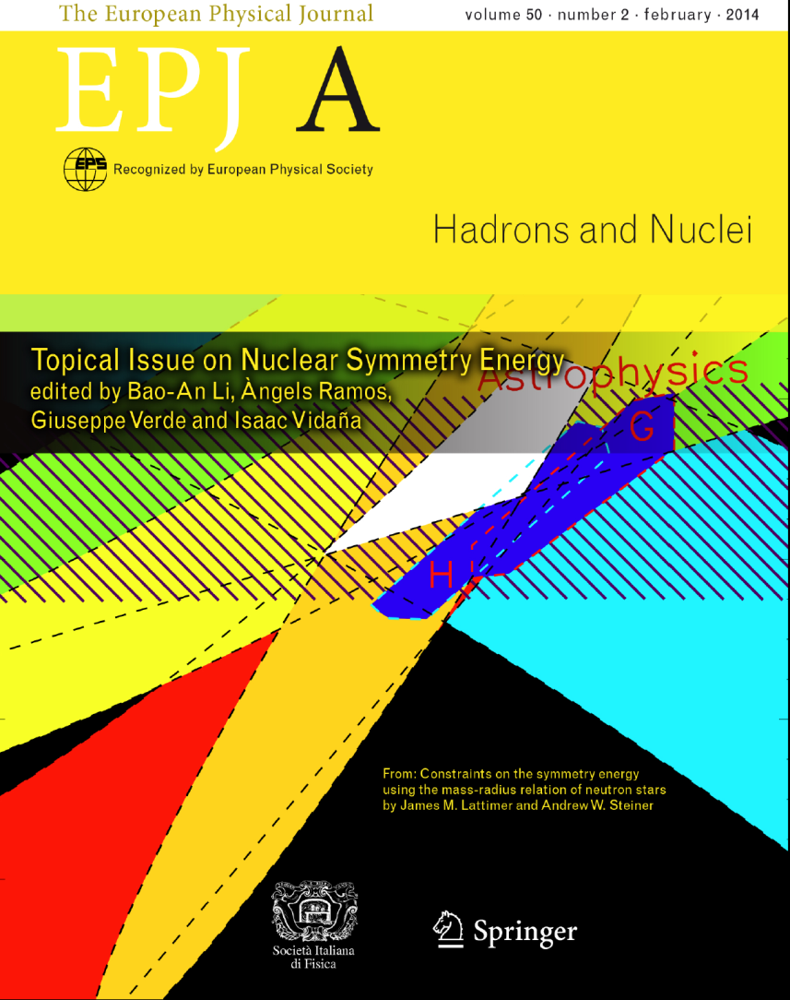 The European Physical Journal
volume 50 · number 2 · february · 2014
EPJ A
EPS
Recognized by European Physical Society
Hadrons and Nuclei
Topical Issue on Nuclear Symmetry Energy
edited by Bao-An Li, Àngels Ramos,
Giuseppe Verde and Isaac Vidaña
Astrophysics
G
H
From: Constraints on the symmetry energy
using the mass-radius relation of neutron stars
by James M. Lattimer and Andrew W. Steiner
Società Italiana
di Fisica
Springer